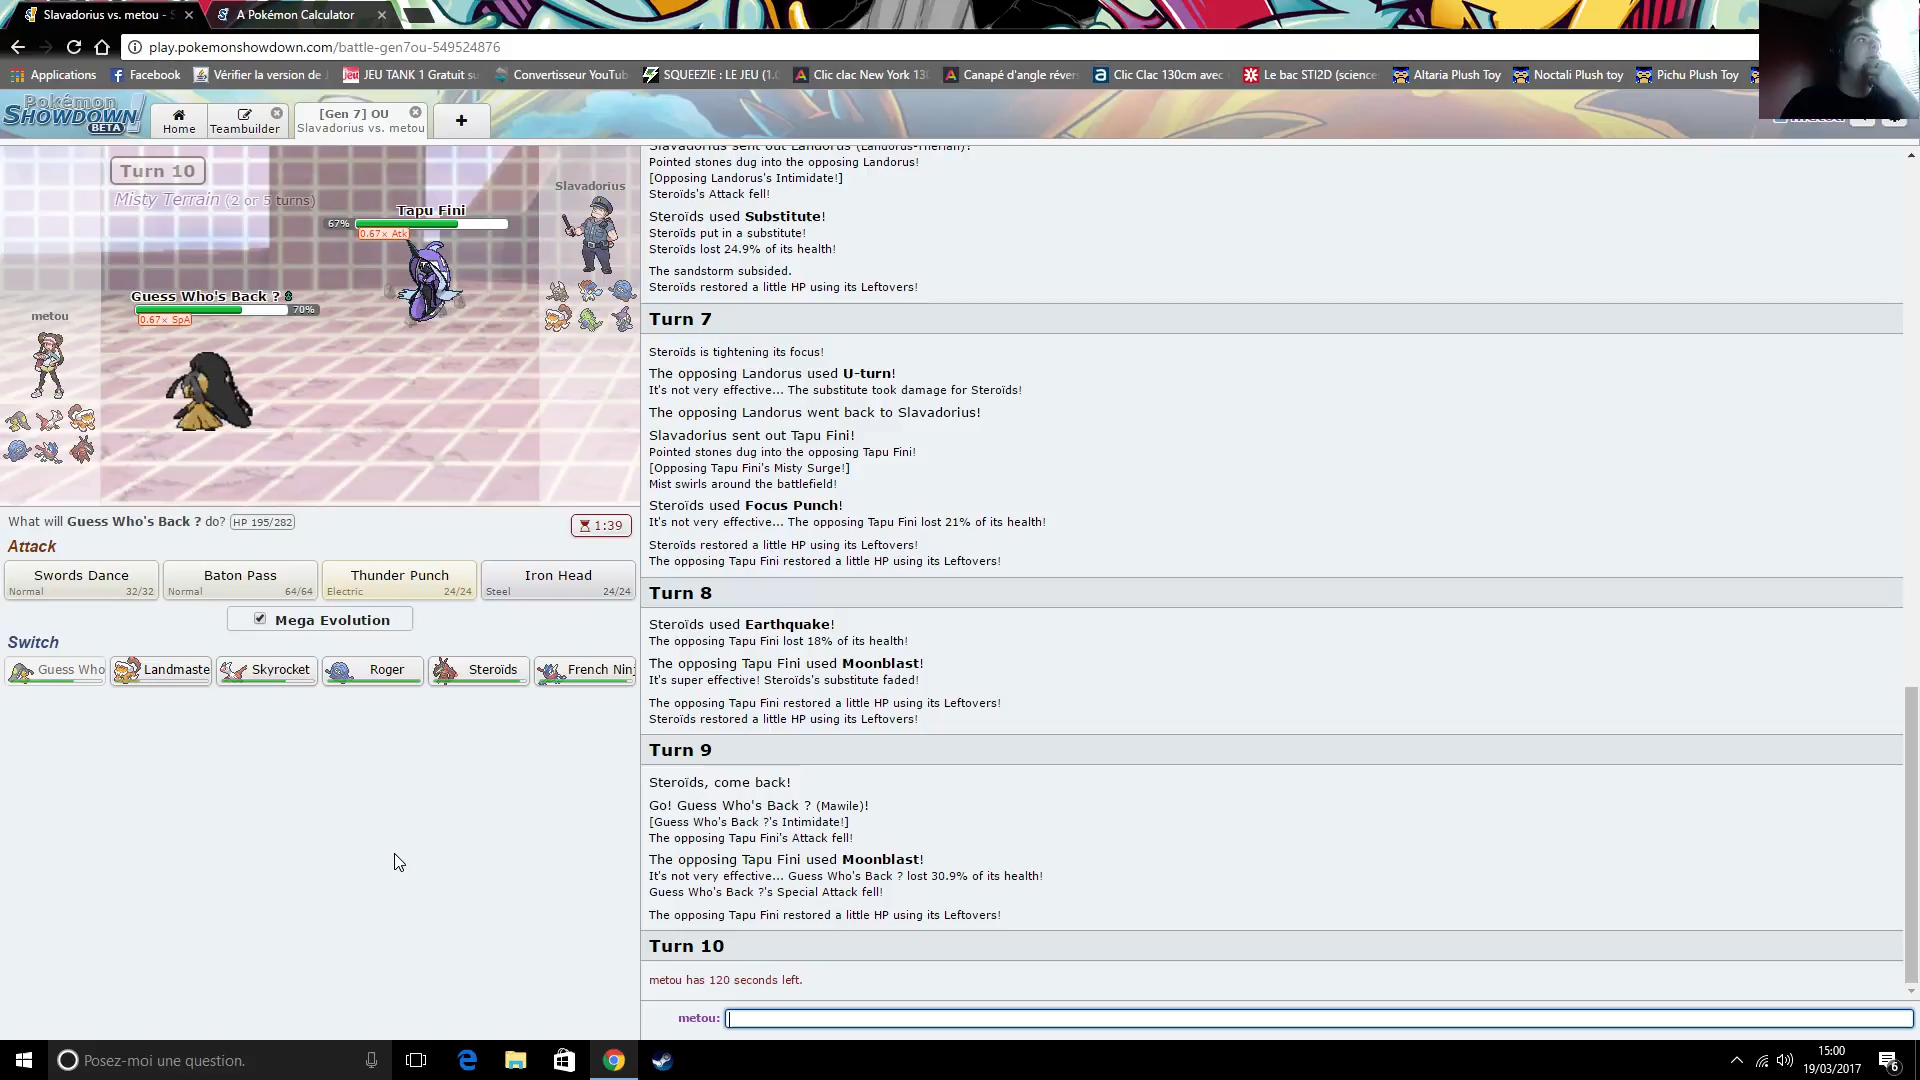 Slavadorius vs. metou - S
A Pokémon Calculator
play.pokemonshowdown.com/battle-gen7ou-549524876
Applications
Facebook
Vérifier la version de J
JEU TANK 1 Gratuit su
Convertisseur YouTub
SQUEEZIE : LE JEU (1.0
Clic clac New York 13
Canapé d'angle révers
Clic Clac 130cm avec
Le bac STI2D (science
Altaria Plush Toy
Noctali Plush toy
Pichu Plush Toy
Pokémon
SHOWDOWN!
BETA
Home
Teambuilder
[Gen 7] OU
Slavadorius vs. metou
+
Turn 10
Misty Terrain (2 or 5 turns)
Tapu Fini
67%
0.67× Atk
Guess Who's Back ?
70%
0.67× SpA
metou
Slavadorius
What will Guess Who's Back ? do? HP 195/282
1:39
Attack
Swords Dance
Normal 32/32
Baton Pass
Normal 64/64
Thunder Punch
Electric 24/24
Iron Head
Steel 24/24
Mega Evolution
Switch
Guess Who
Landmaste
Skyrocket
Roger
Steroïds
French Nin
Slavadorius sent out Landorus (Landorus-Therian)!
Pointed stones dug into the opposing Landorus!
[Opposing Landorus's Intimidate!]
Steroïds's Attack fell!
Steroïds used Substitute!
Steroïds put in a substitute!
Steroïds lost 24.9% of its health!
The sandstorm subsided.
Steroïds restored a little HP using its Leftovers!
Turn 7
Steroïds is tightening its focus!
The opposing Landorus used U-turn!
It's not very effective... The substitute took damage for Steroïds!
The opposing Landorus went back to Slavadorius!
Slavadorius sent out Tapu Fini!
Pointed stones dug into the opposing Tapu Fini!
[Opposing Tapu Fini's Misty Surge!]
Mist swirls around the battlefield!
Steroïds used Focus Punch!
It's not very effective... The opposing Tapu Fini lost 21% of its health!
Steroïds restored a little HP using its Leftovers!
The opposing Tapu Fini restored a little HP using its Leftovers!
Turn 8
Steroïds used Earthquake!
The opposing Tapu Fini lost 18% of its health!
The opposing Tapu Fini used Moonblast!
It's super effective! Steroïds's substitute faded!
The opposing Tapu Fini restored a little HP using its Leftovers!
Steroïds restored a little HP using its Leftovers!
Turn 9
Steroïds, come back!
Go! Guess Who's Back ? (Mawile)!
[Guess Who's Back ?'s Intimidate!]
The opposing Tapu Fini's Attack fell!
The opposing Tapu Fini used Moonblast!
It's not very effective... Guess Who's Back ? lost 30.9% of its health!
Guess Who's Back ?'s Special Attack fell!
The opposing Tapu Fini restored a little HP using its Leftovers!
Turn 10
metou has 120 seconds left.
metou:
Posez-moi une question.
15:00
19/03/2017
6